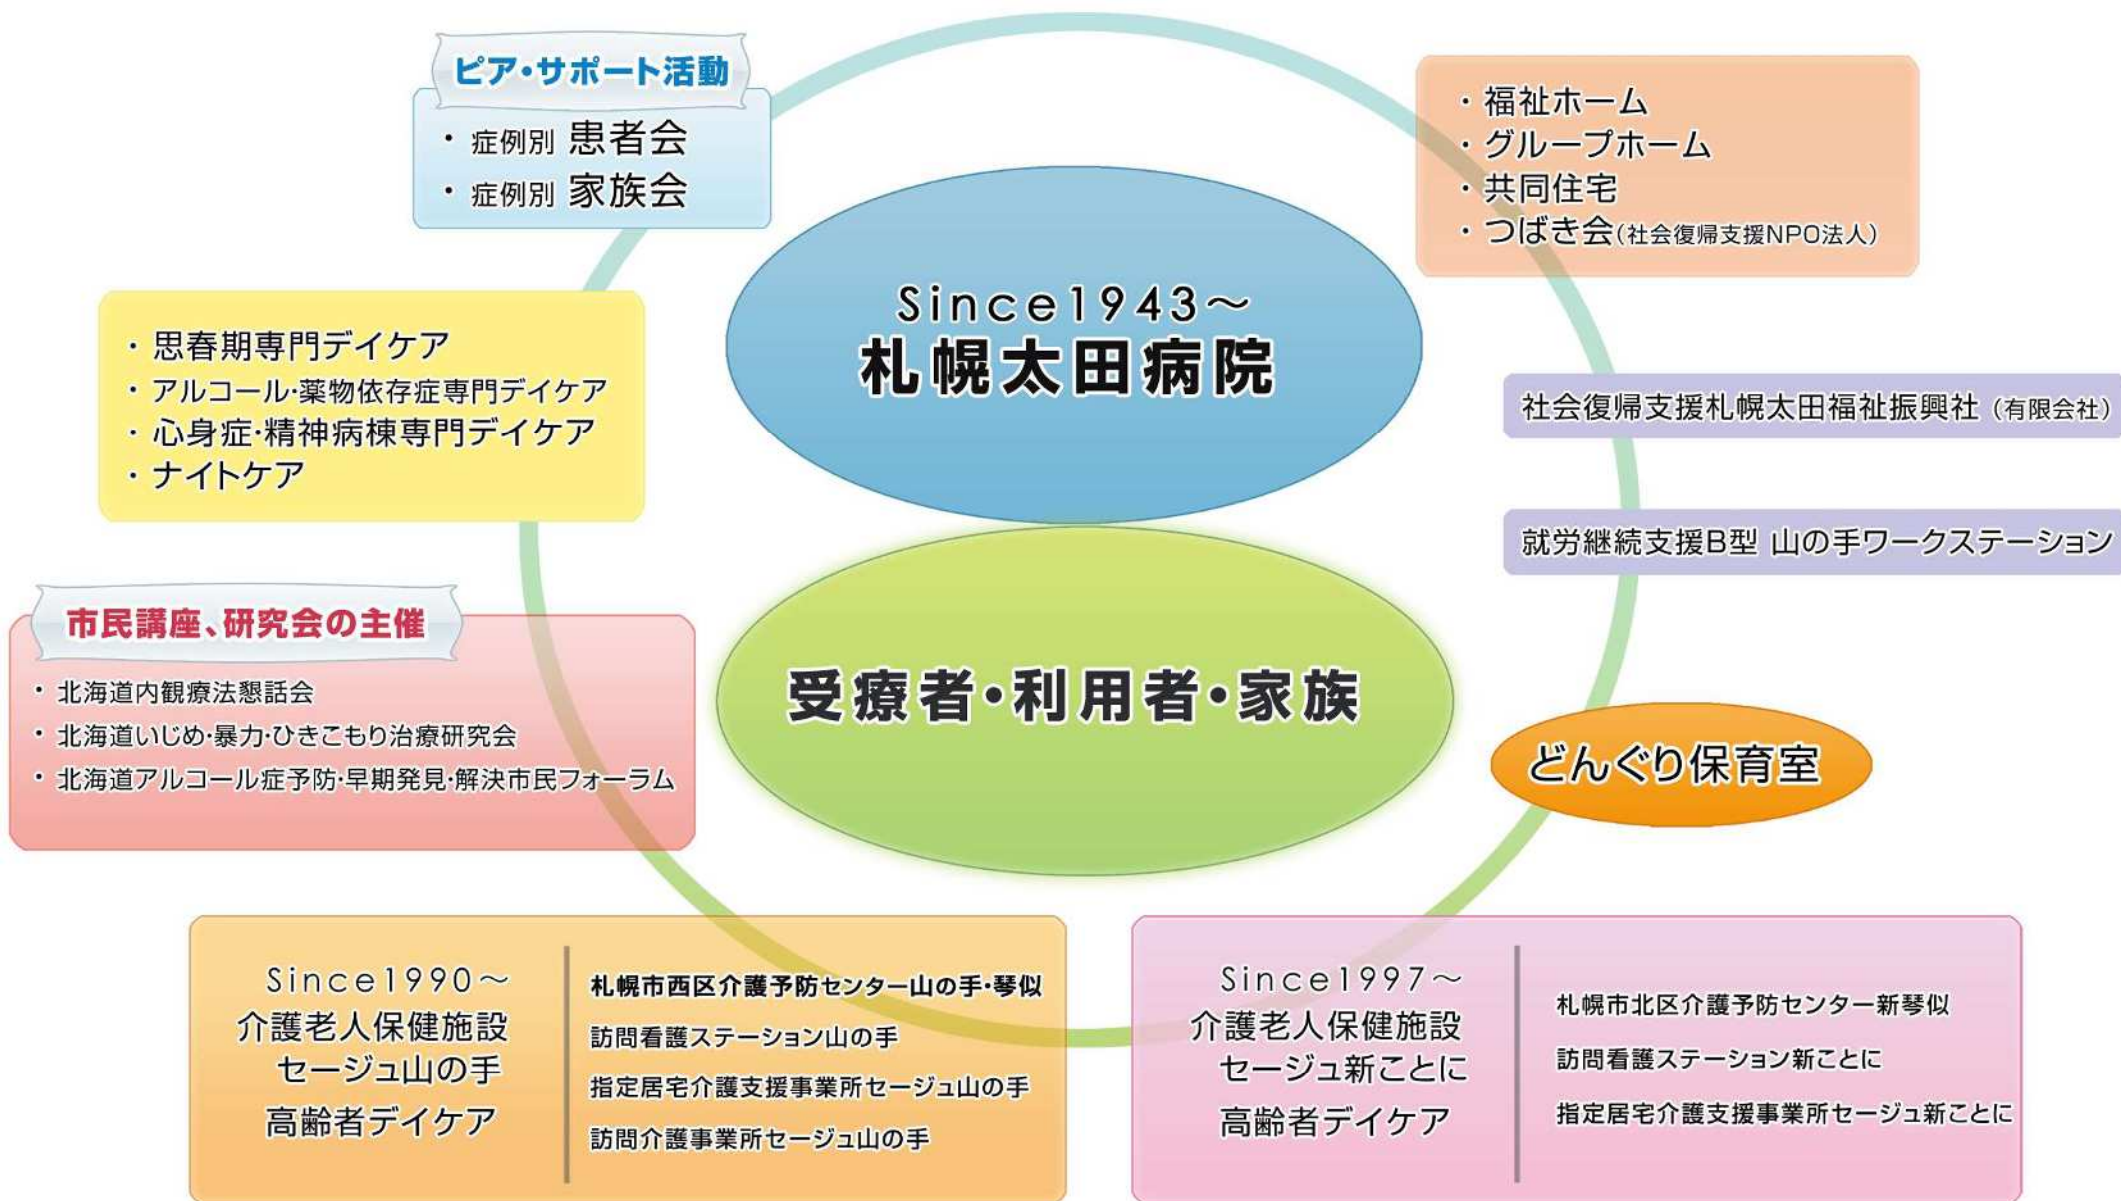 ピア・サポート活動
・ 症例別 患者会
・ 症例別 家族会
・ 福祉ホーム
・ グループホーム
・ 共同住宅
・ つばき会(社会復帰支援NPO法人)
Since1943～
札幌太田病院
・ 思春期専門デイケア
・ アルコール・薬物依存症専門デイケア
・ 心身症・精神病棟専門デイケア
・ ナイトケア
社会復帰支援札幌太田福祉振興社 (有限会社)
就労継続支援B型 山の手ワークステーション
市民講座、研究会の主催
・ 北海道内観療法懇話会
・ 北海道いじめ・暴力・ひきこもり治療研究会
・ 北海道アルコール症予防・早期発見・解決市民フォーラム
受療者・利用者・家族
どんぐり保育室
Since1990～
介護老人保健施設
セージュ山の手
高齢者デイケア
札幌市西区介護予防センター山の手・琴似
訪問看護ステーション山の手
指定居宅介護支援事業所セージュ山の手
訪問介護事業所セージュ山の手
Since1997～
介護老人保健施設
セージュ新ことに
高齢者デイケア
札幌市北区介護予防センター新琴似
訪問看護ステーション新ことに
指定居宅介護支援事業所セージュ新ことに